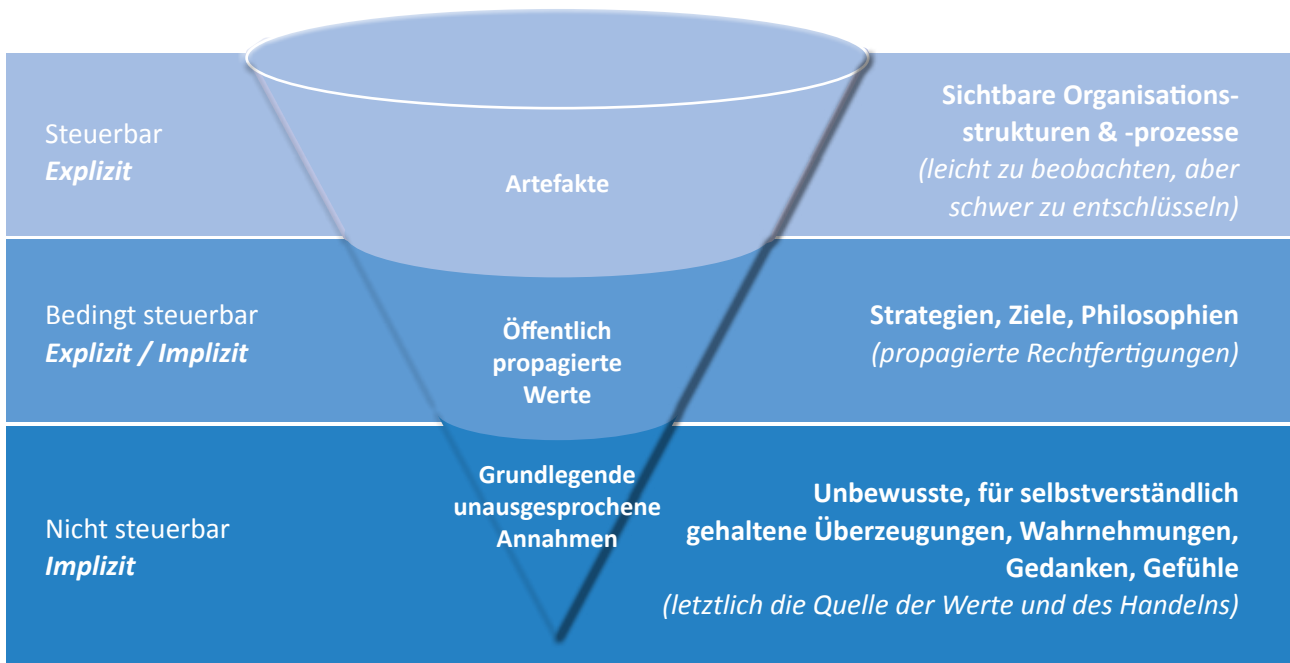 Steuerbar
Explizit
Artefakte
Sichtbare Organisations-
strukturen & -prozesse
(leicht zu beobachten, aber
schwer zu entschlüsseln)
Bedingt steuerbar
Explizit / Implizit
Öffentlich
propagierte
Werte
Strategien, Ziele, Philosophien
(propagierte Rechtfertigungen)
Nicht steuerbar
Implizit
Grundlegende
unausgesprochene
Annahmen
Unbewusste, für selbstverständlich
gehaltene Überzeugungen, Wahrnehmungen,
Gedanken, Gefühle
(letztlich die Quelle der Werte und des Handelns)